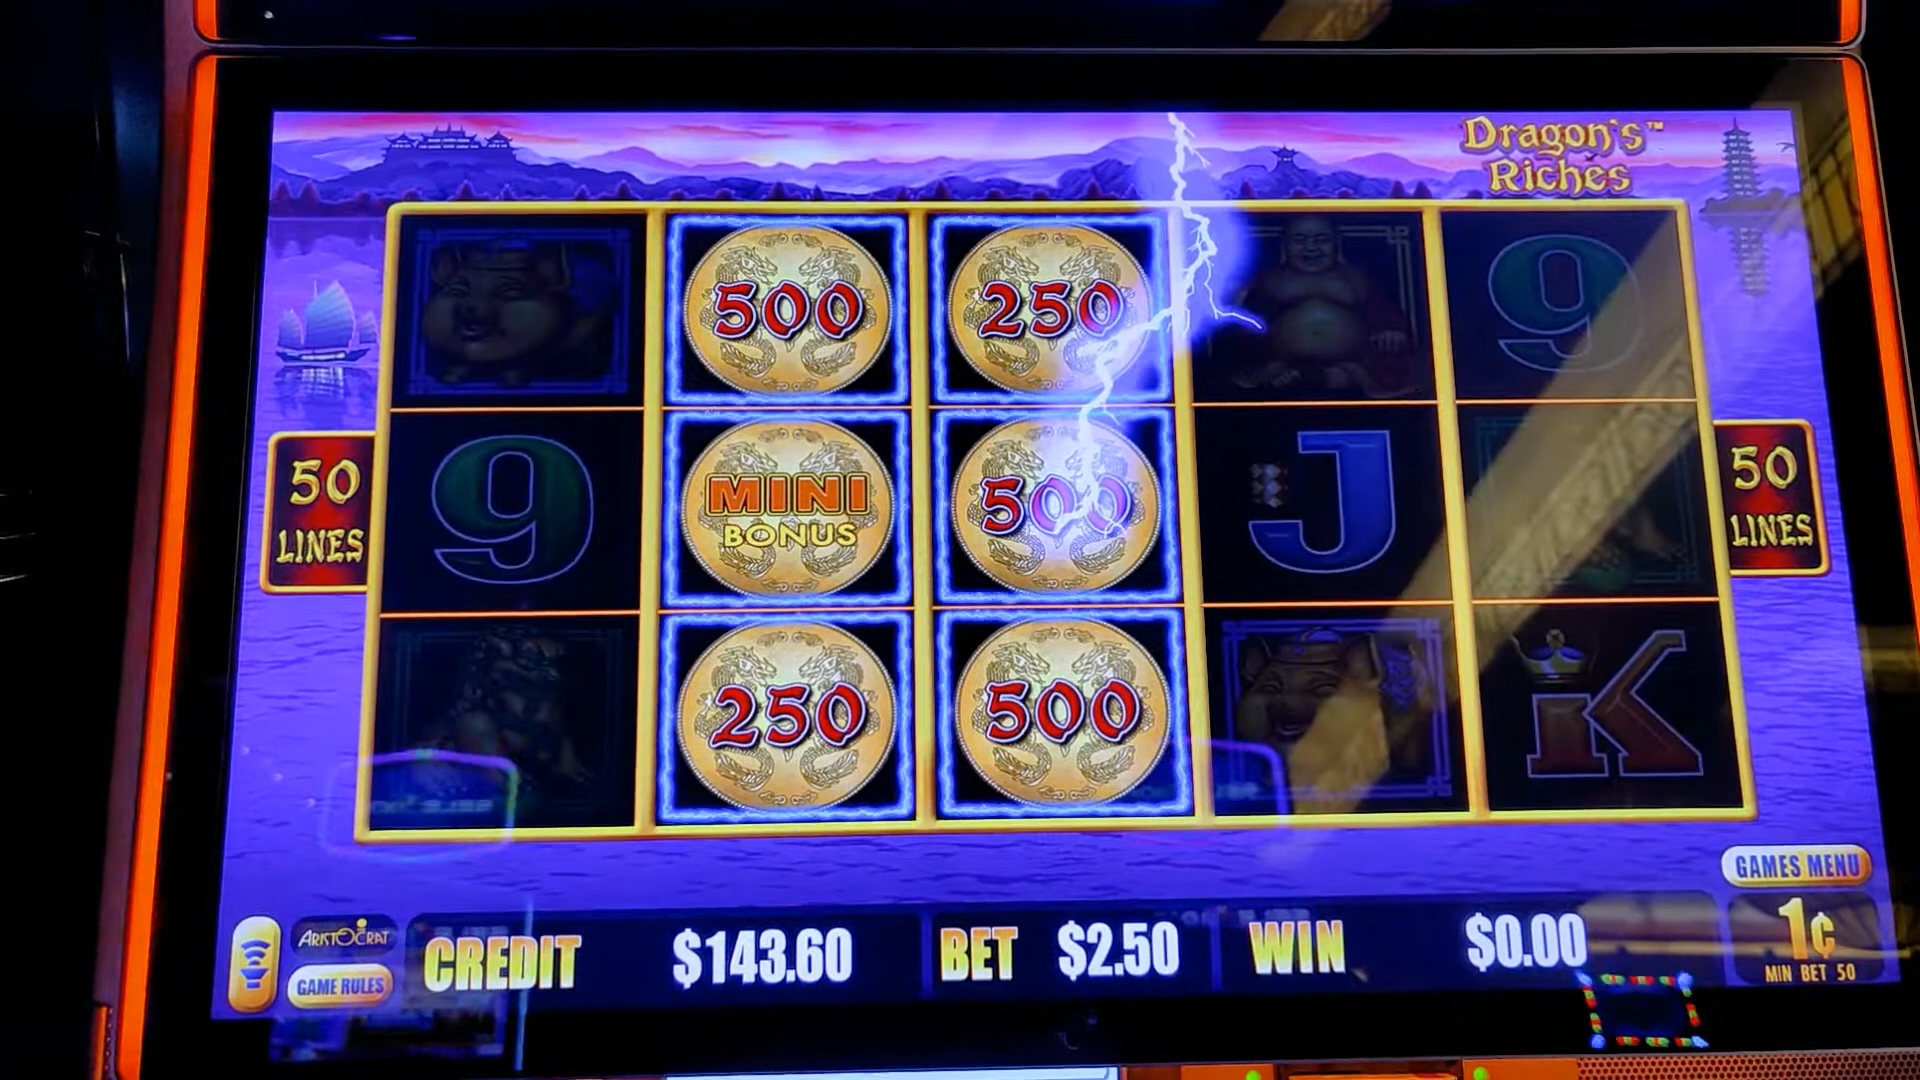 Dragon's™
Riches
500
250
9
50
LINES
9
MINI
BONUS
500
J
50
LINES
250
500
K
GAMES MENU
ARISTOCRAT
GAME RULES
CREDIT
$143.60
BET
$2.50
WIN
$0.00
1¢
MIN BET 50